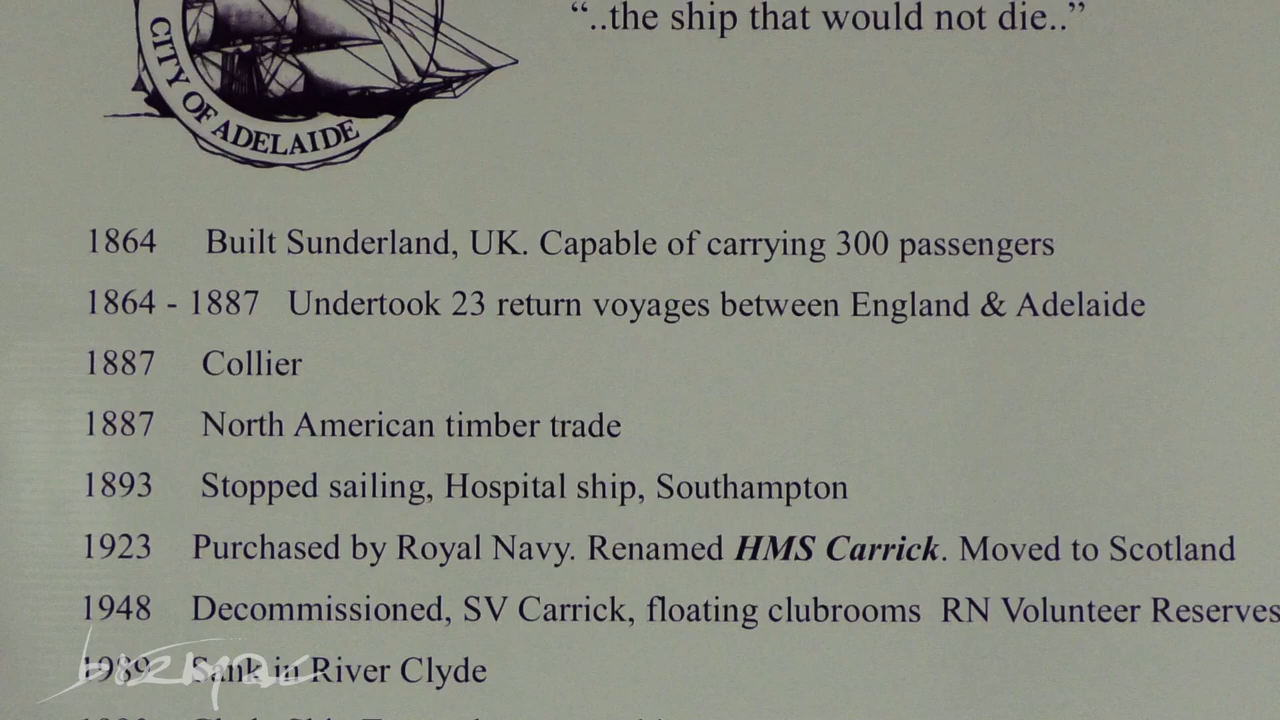 “..the ship that would not die..”
CITY OF ADELAIDE
1864 Built Sunderland, UK. Capable of carrying 300 passengers
1864 - 1887 Undertook 23 return voyages between England & Adelaide
1887 Collier
1887 North American timber trade
1893 Stopped sailing, Hospital ship, Southampton
1923 Purchased by Royal Navy. Renamed HMS Carrick. Moved to Scotland
1948 Decommissioned, SV Carrick, floating clubrooms RN Volunteer Reserves
1989 Sank in River Clyde